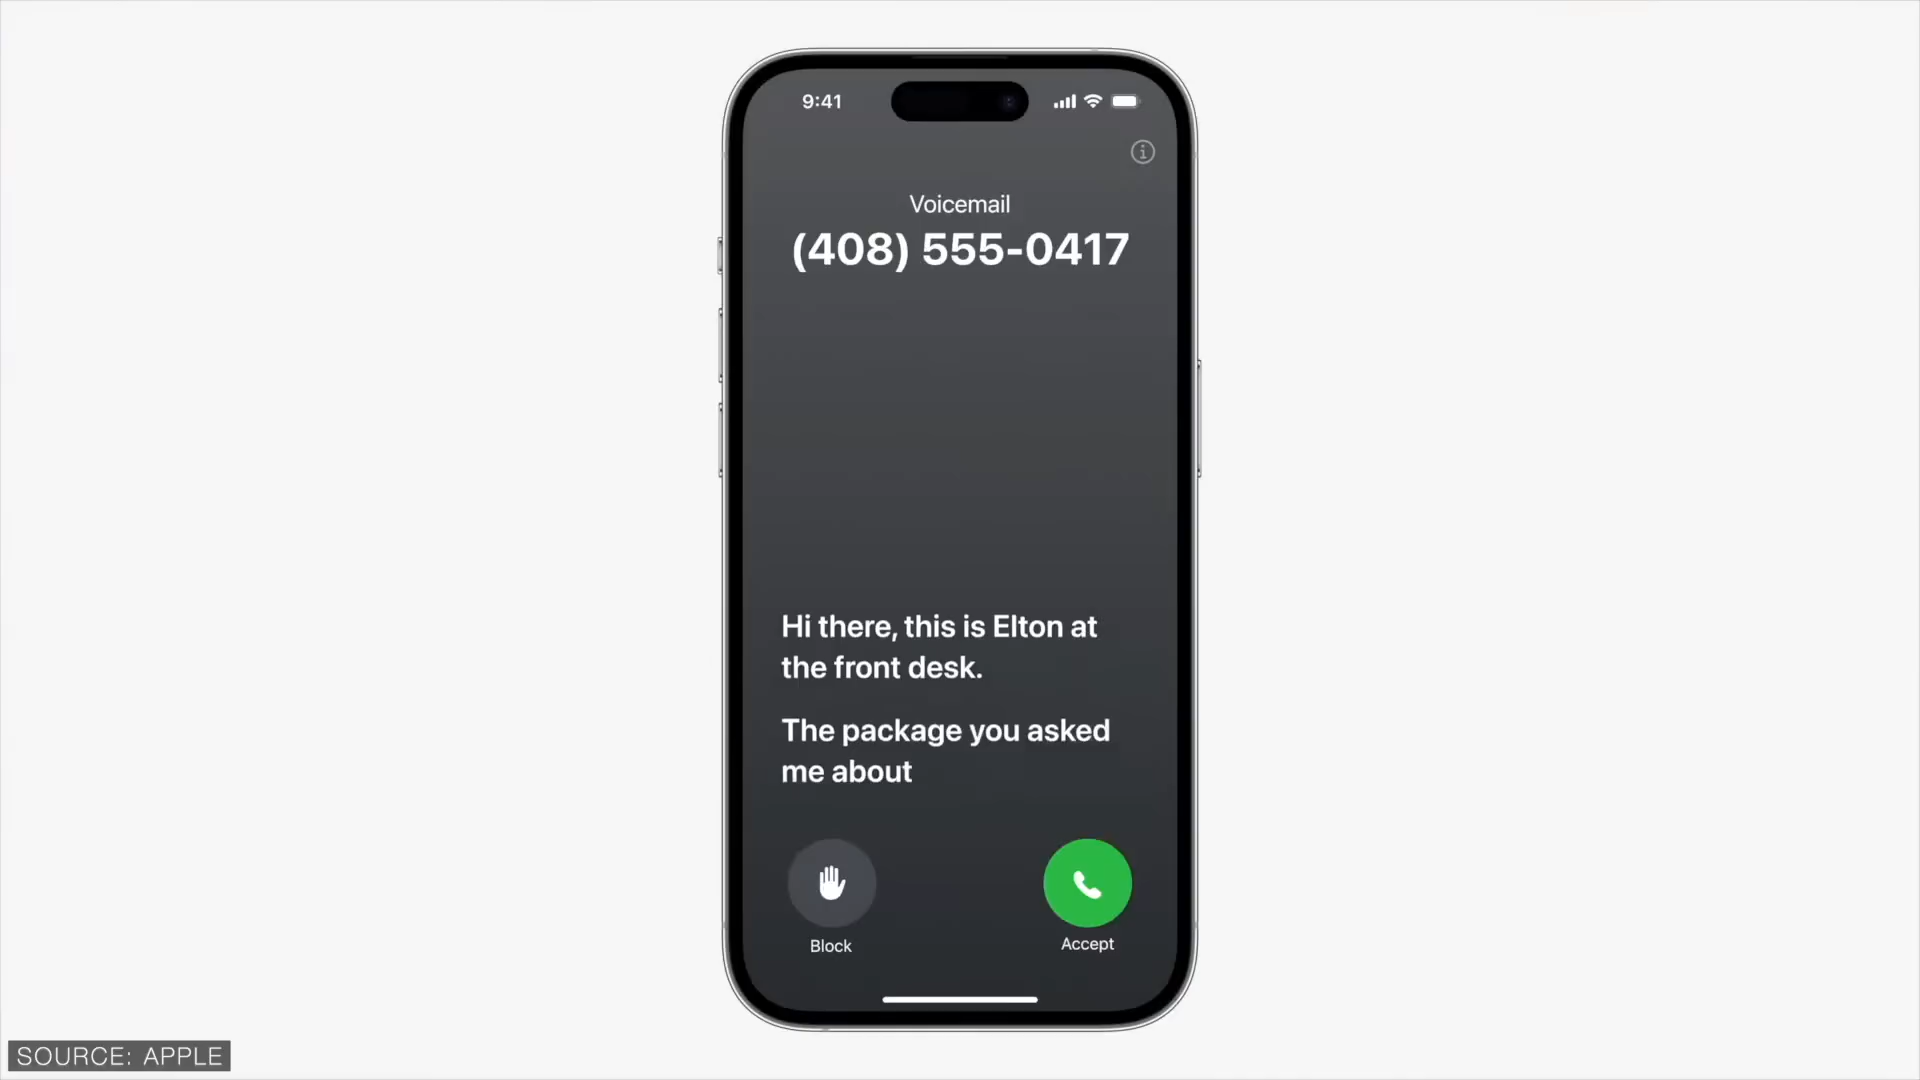 9:41
Voicemail
(408) 555-0417
Hi there, this is Elton at
the front desk.
The package you asked
me about
Block
Accept
SOURCE: APPLE